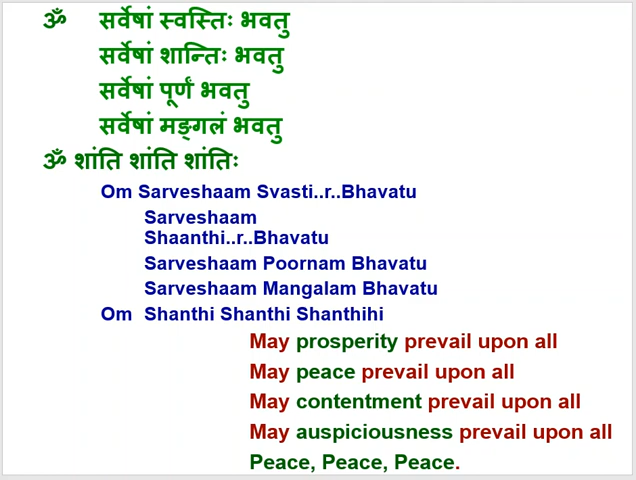 ॐ सर्वेषां स्वस्तिः भवतु
सर्वेषां शान्तिः भवतु
सर्वेषां पूर्णं भवतु
सर्वेषां मङ्गलं भवतु
ॐ शांति शांति शांतिः
Om Sarveshaam Svasti..r..Bhavatu
Sarveshaam
Shaanthi..r..Bhavatu
Sarveshaam Poornam Bhavatu
Sarveshaam Mangalam Bhavatu
Om Shanthi Shanthi Shanthihi
May prosperity prevail upon all
May peace prevail upon all
May contentment prevail upon all
May auspiciousness prevail upon all
Peace, Peace, Peace.